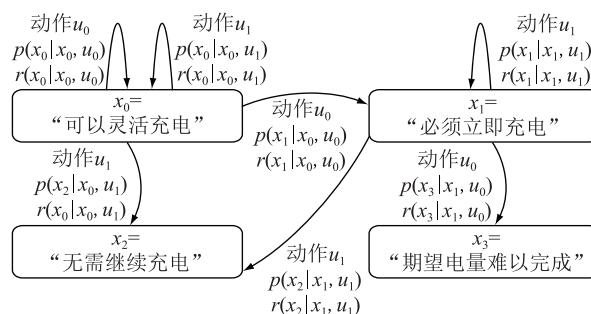 动作u₀
p(x₀|x₀, u₀)
r(x₀|x₀, u₀)
动作u₁
p(x₀|x₀, u₁)
r(x₀|x₀, u₁)
动作u₁
p(x₁|x₁, u₁)
r(x₁|x₁, u₁)
x₀=
“可以灵活充电”
动作u₀
p(x₁|x₀, u₀)
r(x₁|x₀, u₀)
x₁=
“必须立即充电”
动作u₁
p(x₂|x₀, u₁)
r(x₀|x₀, u₁)
动作u₀
p(x₃|x₁, u₀)
r(x₃|x₁, u₀)
x₂=
“无需继续充电”
动作u₁
p(x₂|x₁, u₁)
r(x₂|x₁, u₁)
x₃=
“期望电量难以完成”